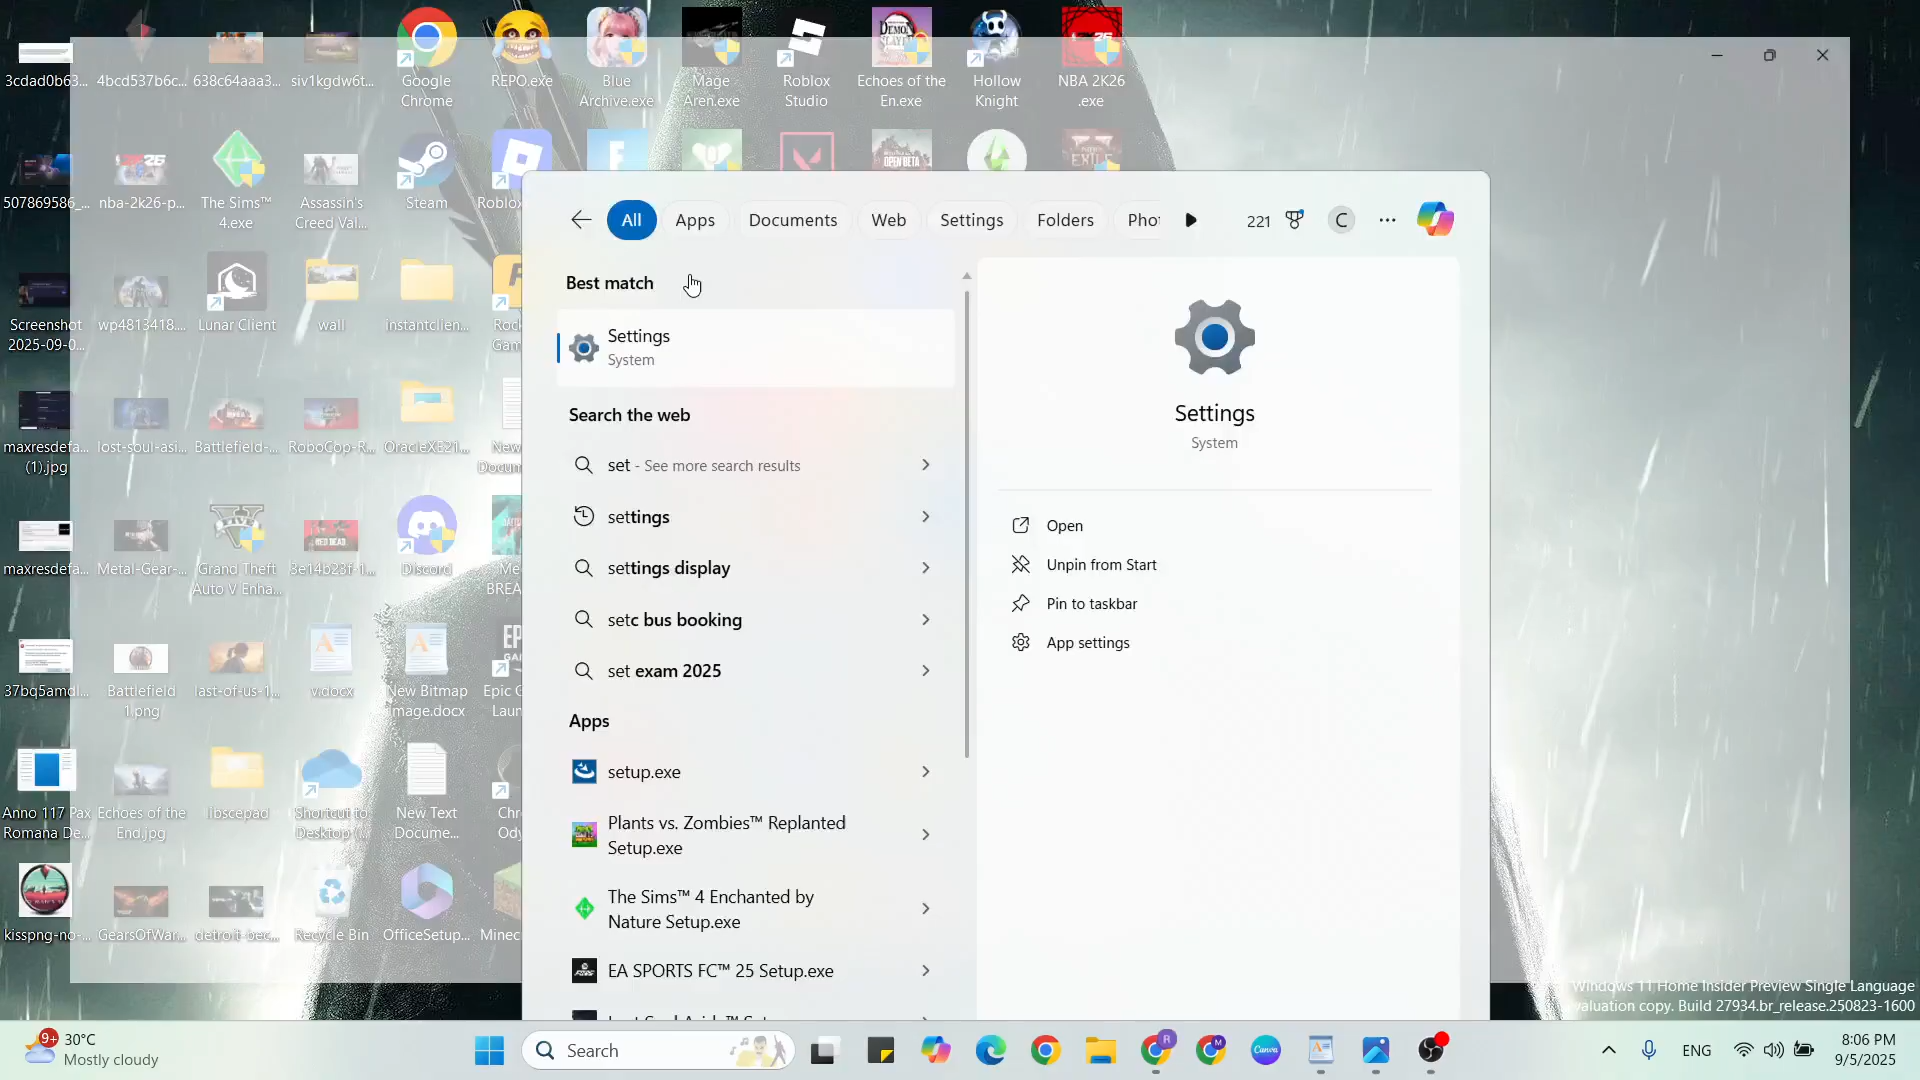 3cdad0b63...
4bcd537b6c...
638c64aaa3...
siv1kgdw6t...
Google
Chrome
REPO.exe
Blue
Archive.exe
Mage
Aren.exe
Roblox
Studio
Echoes of the
En.exe
Hollow
Knight
NBA 2K26
.exe
507869586_...
nba-2k26-p...
The Sims™
4.exe
Assassin's
Creed Val...
Steam
Screenshot
2025-09-0...
wp4813418....
Lunar Client
wall
instantclien...
maxresdefa...
(1).jpg
lost-soul-asi...
Battlefield-...
RoboCop-R...
OracleXE21...
maxresdefa...
Metal-Gear-...
Grand Theft
Auto V Enha...
3e14b23f-1...
Discord
37bq5amdl...
Battlefield
1.png
last-of-us-1...
v.docx
New Bitmap
mage.docx
Anno 117 Pax
Romana De...
Echoes of the
End.jpg
libscepad
Shortcut to
Desktop (...
New Text
Docume...
kisspng-no-...
GearsOfWar...
detroit-bec...
Recycle Bin
OfficeSetup...
All
Apps
Documents
Web
Settings
Folders
221
C
Best match
Settings
System
Search the web
set - See more search results
settings
settings display
setc bus booking
set exam 2025
Apps
setup.exe
Plants vs. Zombies™ Replanted
Setup.exe
The Sims™ 4 Enchanted by
Nature Setup.exe
EA SPORTS FC™ 25 Setup.exe
Settings
System
Open
Unpin from Start
Pin to taskbar
App settings
Windows 11 Home Insider Preview Single Language
valuation copy. Build 27934.br_release.250823-1600
9+
30°C
Mostly cloudy
Search
ENG
8:06 PM
9/5/2025